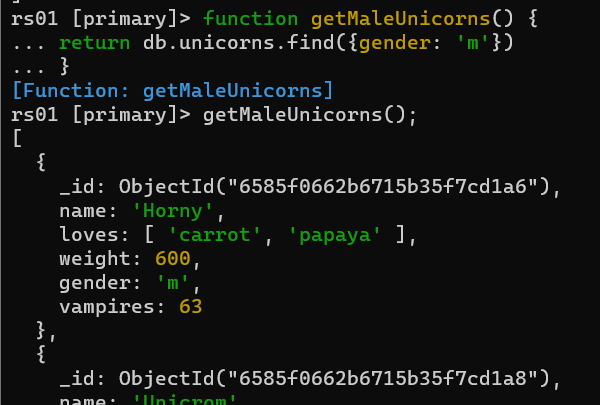 rs01 [primary]> function getMaleUnicorns() {
... return db.unicorns.find({gender: 'm'})
... }
[Function: getMaleUnicorns]
rs01 [primary]> getMaleUnicorns();
[
  {
    _id: ObjectId("6585f0662b6715b35f7cd1a6"),
    name: 'Horny',
    loves: [ 'carrot', 'papaya' ],
    weight: 600,
    gender: 'm',
    vampires: 63
  },
  {
    _id: ObjectId("6585f0662b6715b35f7cd1a8"),
    name: 'Unicrom'